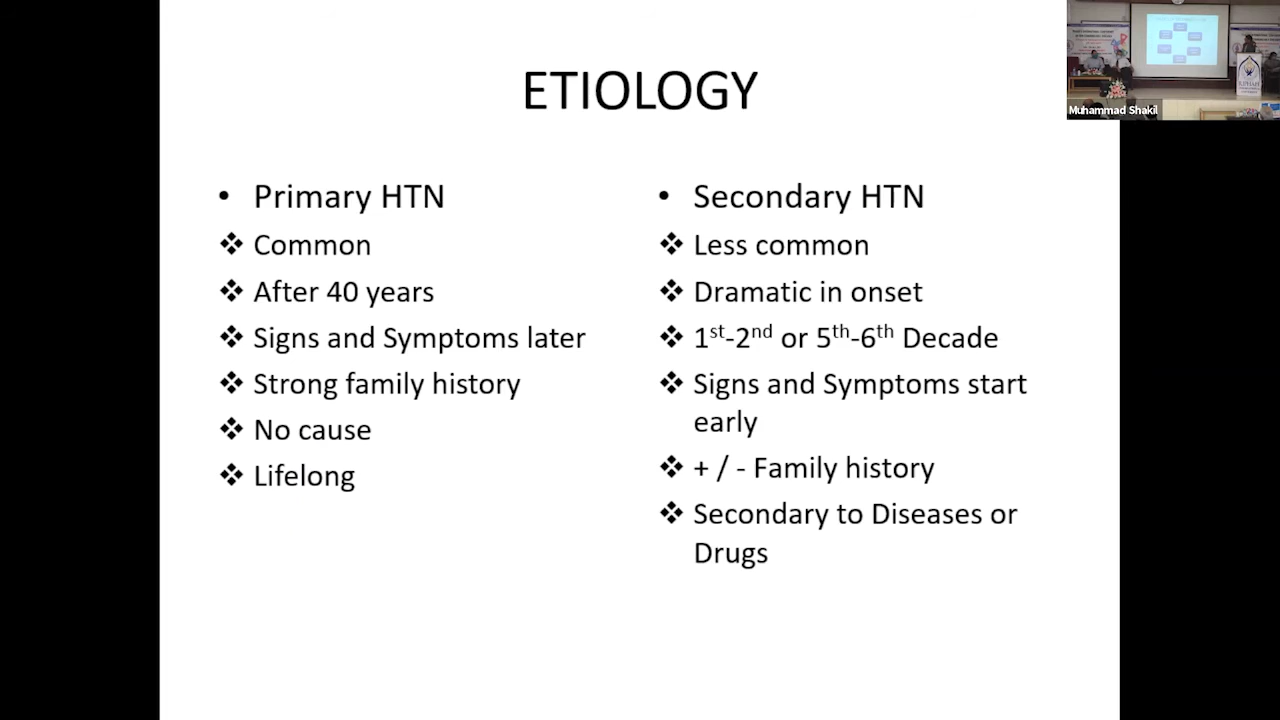 ETIOLOGY
• Primary HTN
❖ Common
❖ After 40 years
❖ Signs and Symptoms later
❖ Strong family history
❖ No cause
❖ Lifelong
• Secondary HTN
❖ Less common
❖ Dramatic in onset
❖ 1st-2nd or 5th-6th Decade
❖ Signs and Symptoms start
early
❖ + / - Family history
❖ Secondary to Diseases or
Drugs
Muhammad Shakil